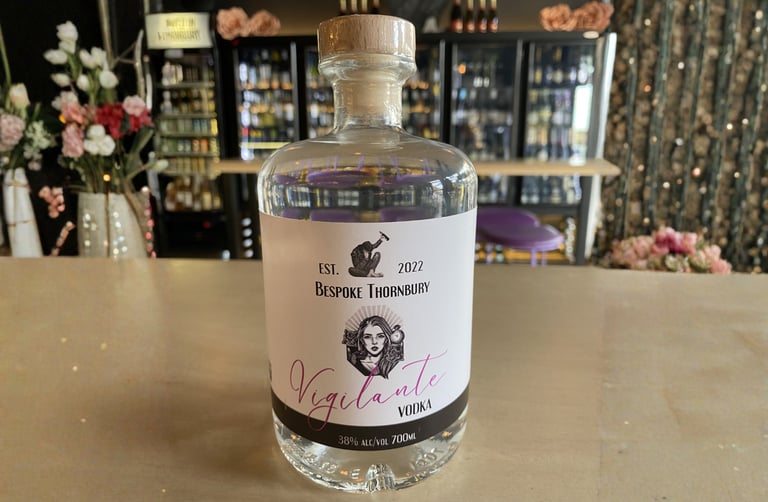 EST. 2022
BESPOKE THORNBURY
Vigilante
VODKA
38% ALC/VOL 700ML